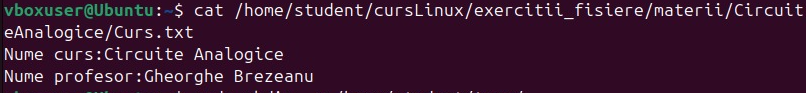 vboxuser@Ubuntu:~$ cat /home/student/cursLinux/exercitii_fisiere/materii/Circuit
eAnalogice/Curs.txt
Nume curs:Circuite Analogice
Nume profesor:Gheorghe Brezeanu